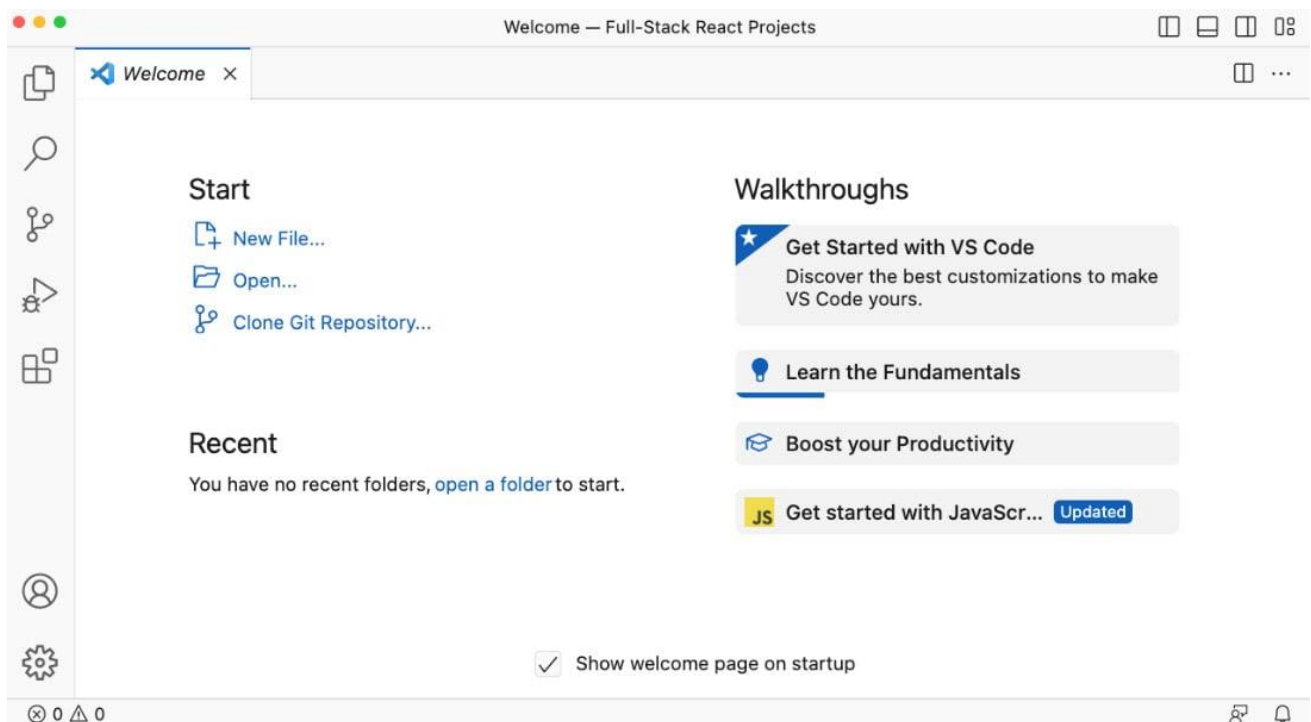 Welcome — Full-Stack React Projects
Welcome
Start
New File...
Open...
Clone Git Repository...
Recent
You have no recent folders, open a folder to start.
Walkthroughs
Get Started with VS Code
Discover the best customizations to make
VS Code yours.
Learn the Fundamentals
Boost your Productivity
JS Get started with JavaScr... Updated
Show welcome page on startup
0 0